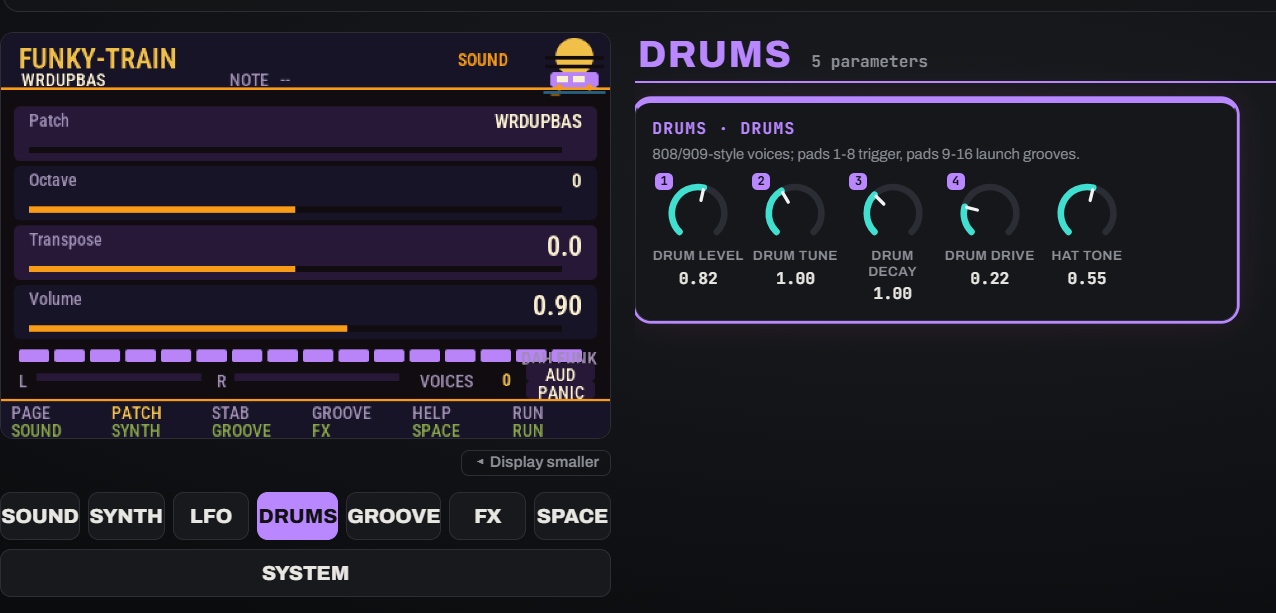 FUNKY-TRAIN
SOUND
WRDUPBAS
NOTE --
Patch
WRDUPBAS
Octave
0
Transpose
0.0
Volume
0.90
DAH FUNK
L
R
VOICES 0
AUD
PANIC
PAGE PATCH STAB GROOVE HELP RUN
SOUND SYNTH GROOVE FX SPACE RUN
◂ Display smaller
SOUND SYNTH LFO DRUMS GROOVE FX SPACE
SYSTEM
DRUMS 5 parameters
DRUMS · DRUMS
808/909-style voices; pads 1-8 trigger, pads 9-16 launch grooves.
1 2 3 4
DRUM LEVEL DRUM TUNE DRUM DECAY DRUM DRIVE HAT TONE
0.82 1.00 1.00 0.22 0.55